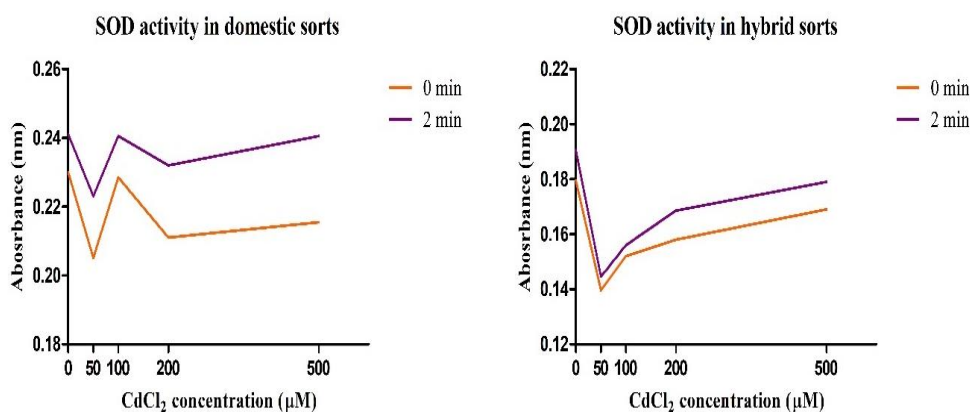 SOD activity in domestic sorts
0.26
0.24
0.22
0.20
0.18
Abosrbance (nm)
0 50 100 200 500
CdCl₂ concentration (µM)
0 min
2 min
SOD activity in hybrid sorts
0.22
0.20
0.18
0.16
0.14
0.12
Abosrbance (nm)
0 50 100 200 500
CdCl₂ concentration (µM)
0 min
2 min